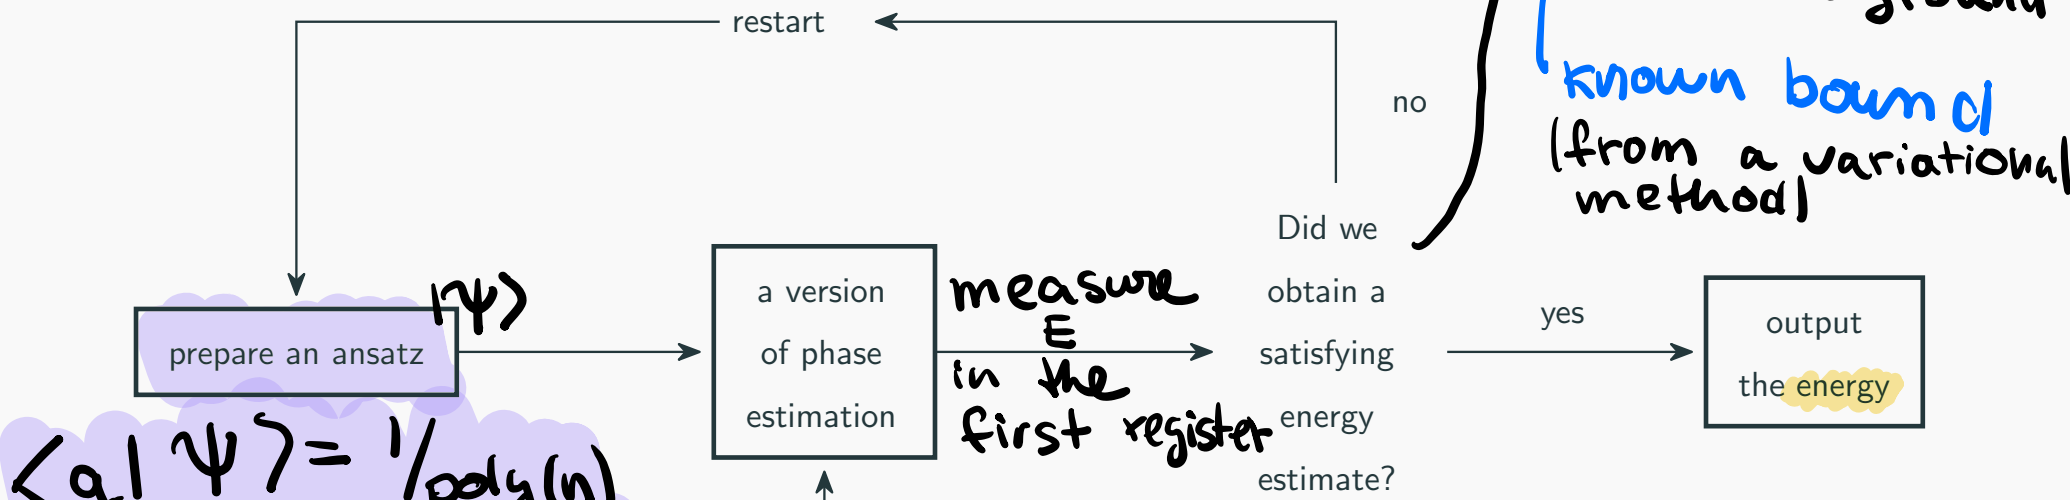 restart
ground
no
known bound
(from a variational
method)
Did we
obtain a
satisfying
energy
estimate?
|ψ⟩
prepare an ansatz
a version
of phase
estimation
measure
E
in the
first register
yes
output
the energy
⟨g|ψ⟩ = 1/poly(n)